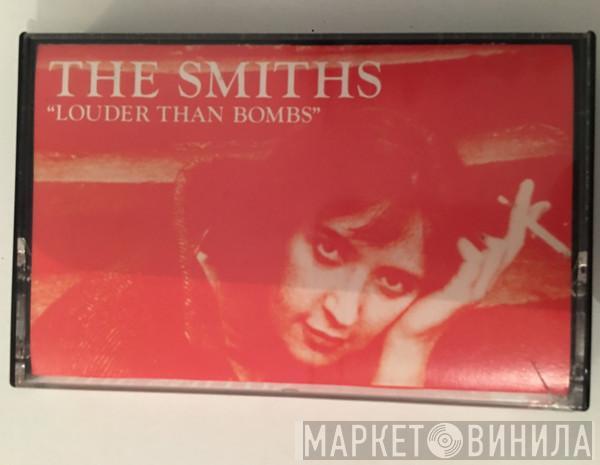 THE SMITHS
“LOUDER THAN BOMBS”
МАРКЕТ ВИНИЛА